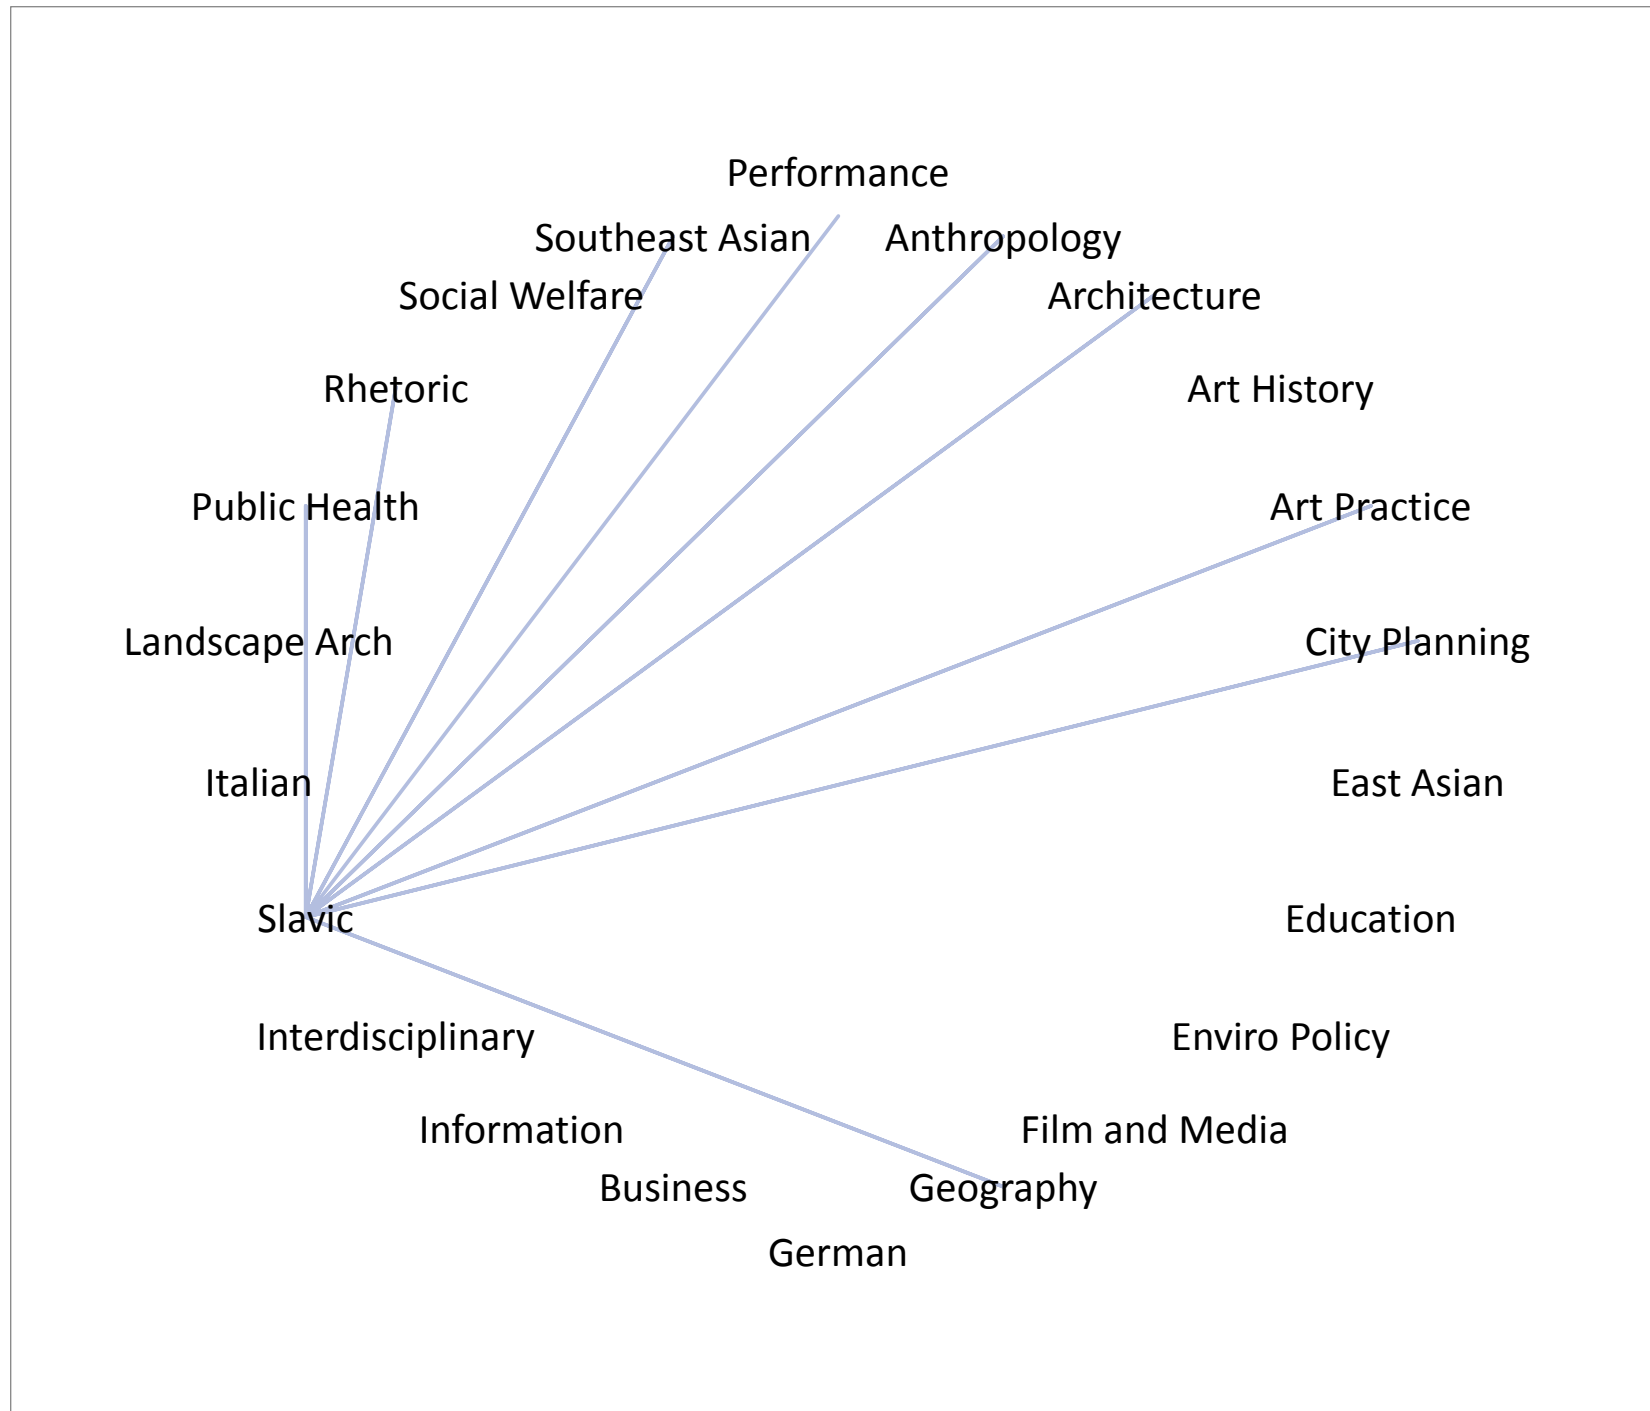 Performance
Southeast Asian
Anthropology
Social Welfare
Architecture
Rhetoric
Art History
Public Health
Art Practice
Landscape Arch
City Planning
Italian
East Asian
Slavic
Education
Interdisciplinary
Enviro Policy
Information
Film and Media
Business
Geography
German